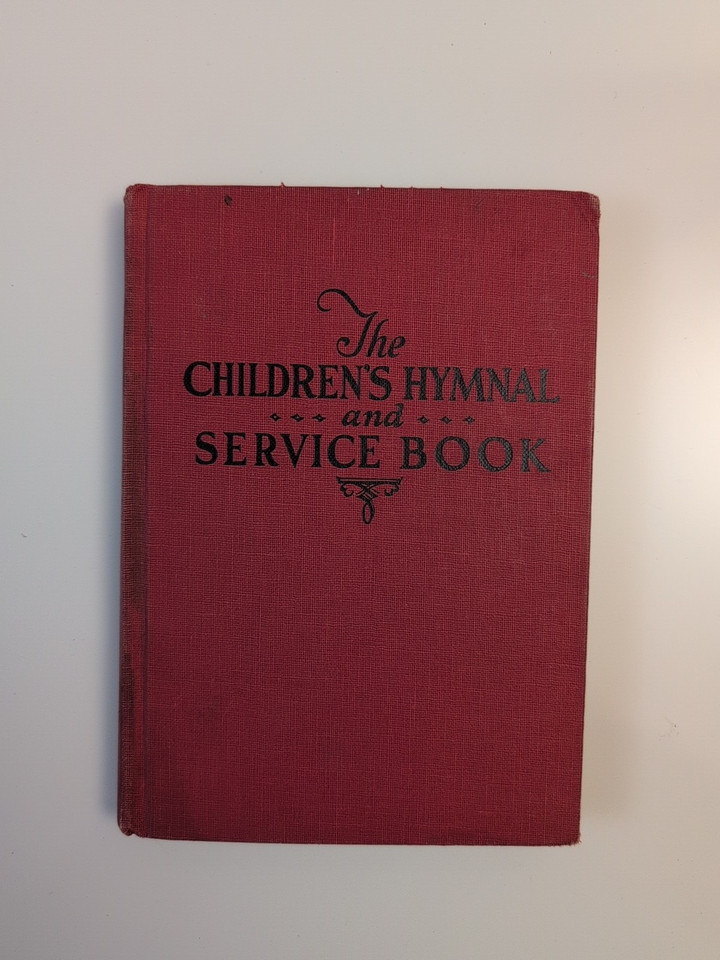 The
CHILDREN'S HYMNAL
and
SERVICE BOOK